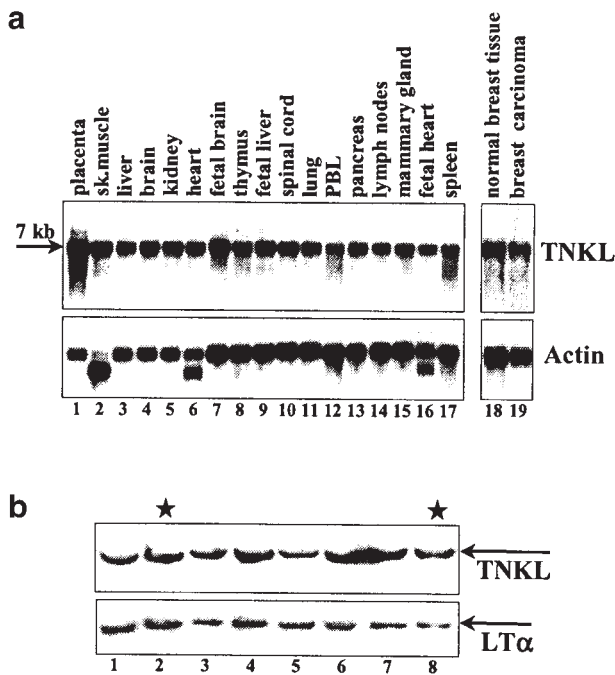 a
placenta
sk.muscle
liver
brain
kidney
heart
fetal brain
thymus
fetal liver
spinal cord
lung
PBL
pancreas
lymph nodes
mammary gland
fetal heart
spleen
normal breast tissue
breast carcinoma
7 kb
TNKL
Actin
1 2 3 4 5 6 7 8 9 10 11 12 13 14 15 16 17 18 19
b
TNKL
LTα
1 2 3 4 5 6 7 8